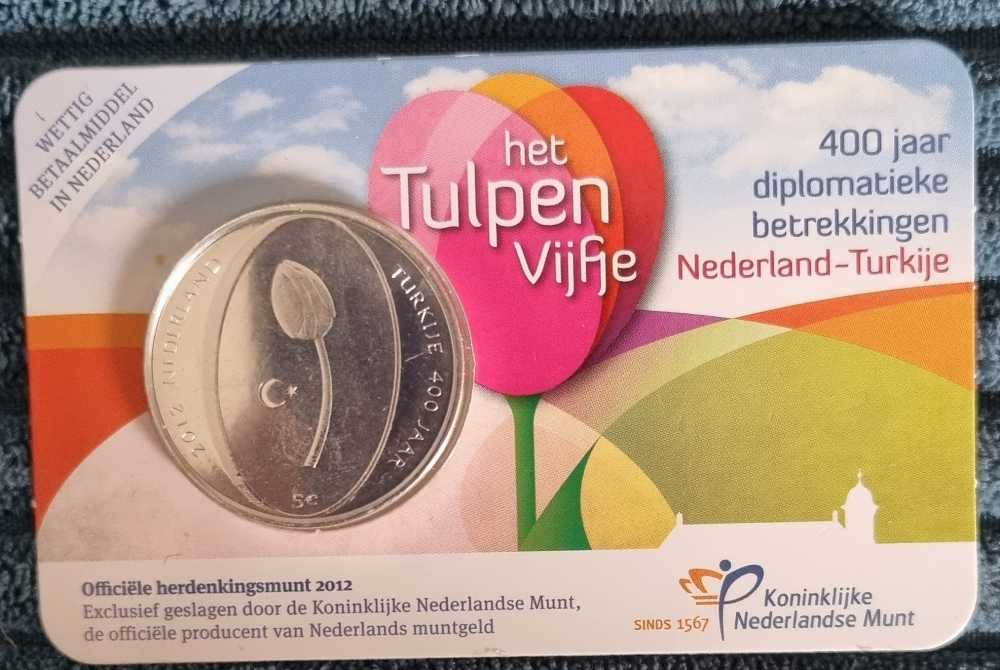 WETTIG
BETAALMIDDEL
IN NEDERLAND
het
Tulpen
Vijfje
400 jaar
diplomatieke
betrekkingen
Nederland-Turkije
2012 NEDERLAND
TURKIJE 400 JAAR
5€
Officiële herdenkingsmunt 2012
Exclusief geslagen door de Koninklijke Nederlandse Munt,
de officiële producent van Nederlands muntgeld
SINDS 1567
Koninklijke
Nederlandse Munt